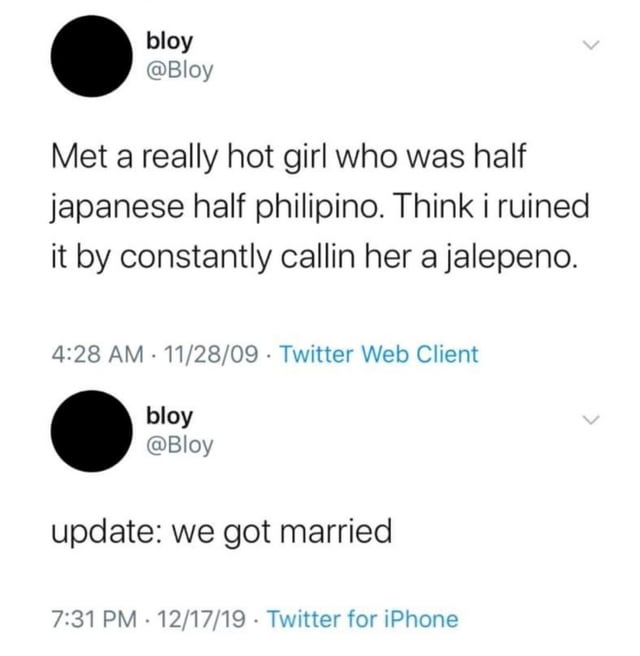 bloy
@Bloy
Met a really hot girl who was half
japanese half philipino. Think i ruined
it by constantly callin her a jalepeno.
4:28 AM · 11/28/09 · Twitter Web Client
bloy
@Bloy
update: we got married
7:31 PM · 12/17/19 · Twitter for iPhone